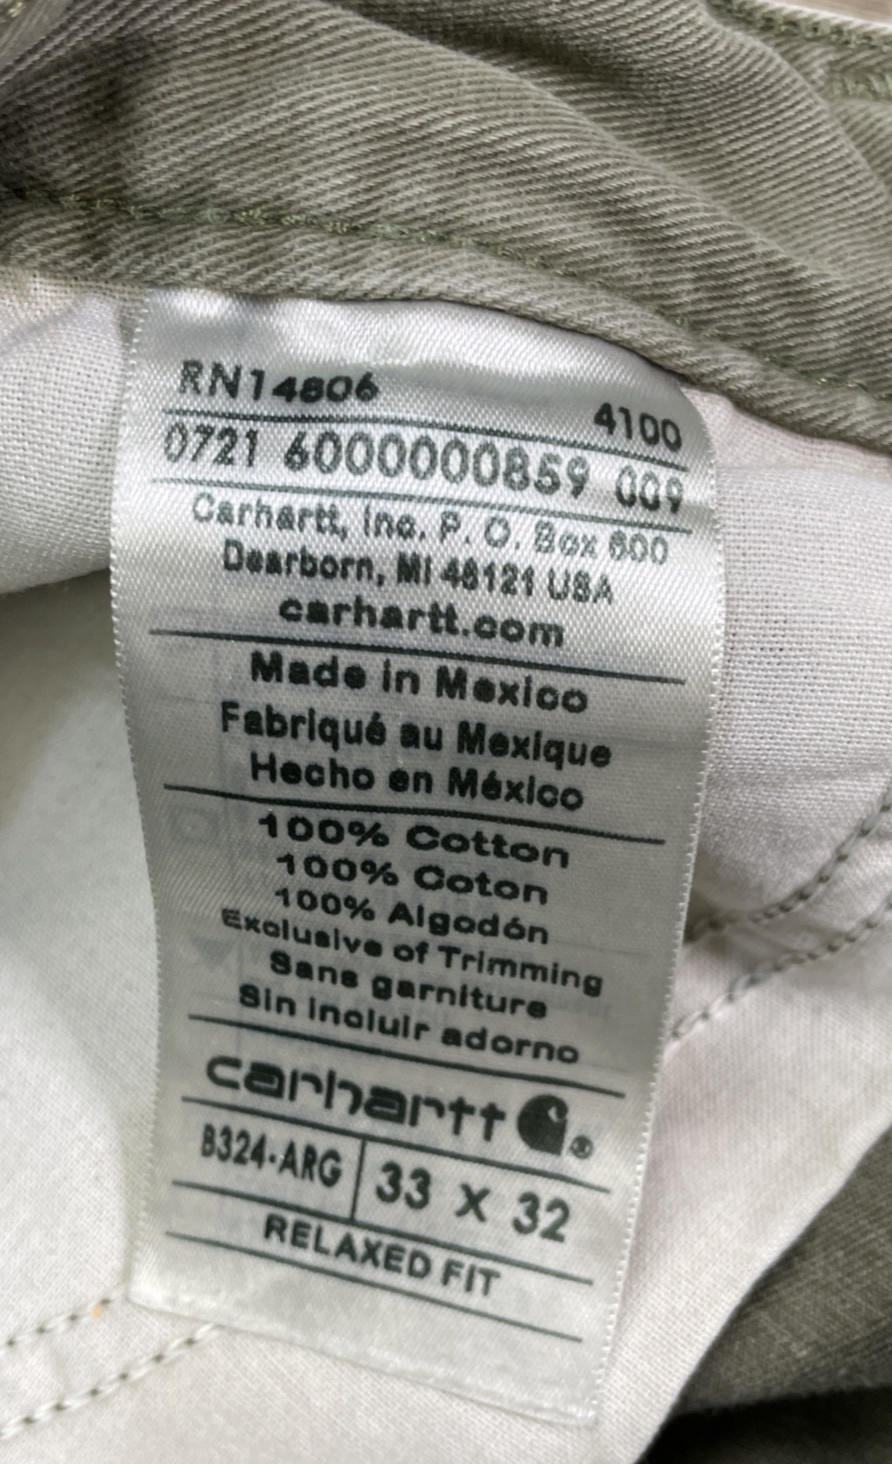 RN14806 4100
0721 6000000859 009
Carhartt, Inc. P. O. Box 600
Dearborn, MI 48121 USA
carhartt.com
Made in Mexico
Fabriqué au Mexique
Hecho en México
100% Cotton
100% Coton
100% Algodón
Exclusive of Trimming
Sans garniture
Sin incluir adorno
carhartt ®
B324-ARG 33 X 32
RELAXED FIT